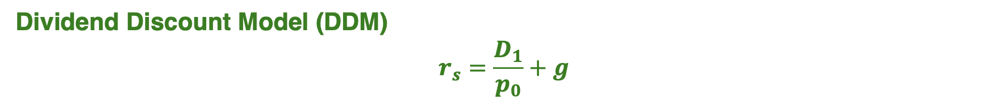 Dividend Discount Model (DDM)
r_s = D_1 / p_0 + g